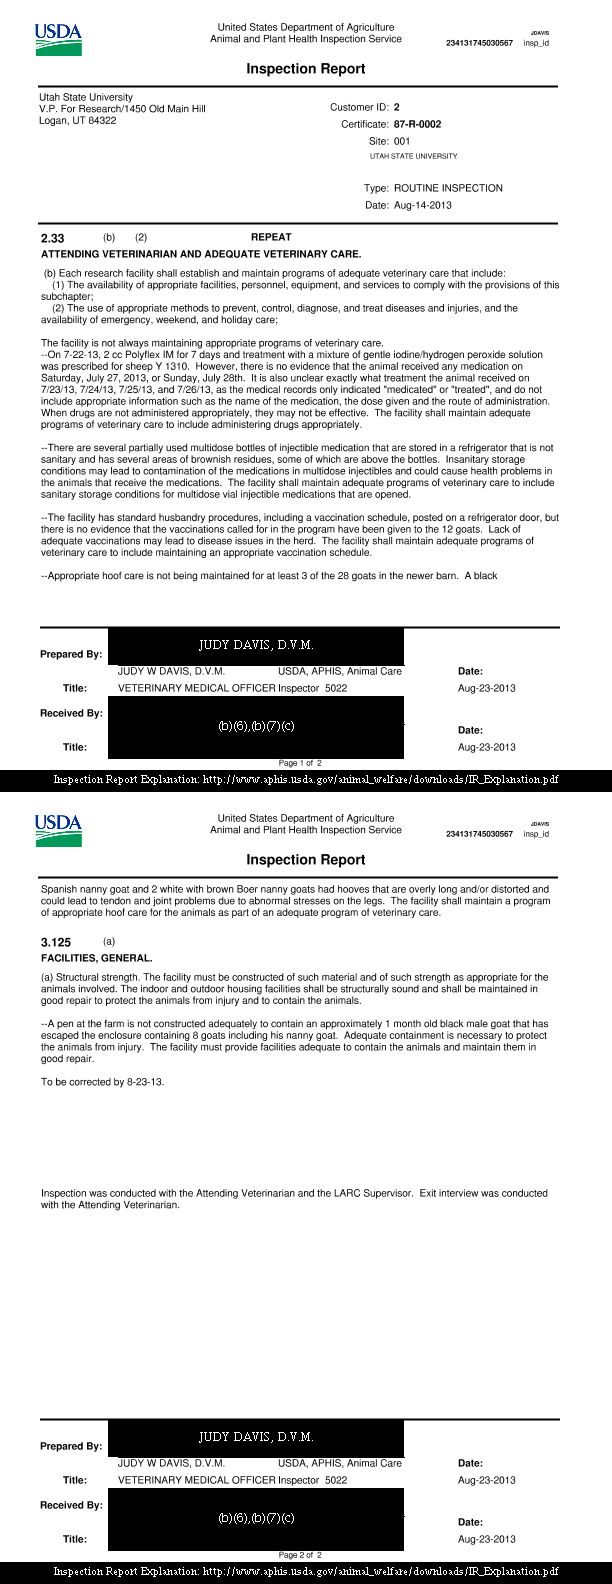 USDA
United States Department of Agriculture
Animal and Plant Health Inspection Service
JDAVIS
234131745030567 insp_id
Inspection Report
Utah State University
V.P. For Research/1450 Old Main Hill
Logan, UT 84322
Customer ID: 2
Certificate: 87-R-0002
Site: 001
UTAH STATE UNIVERSITY
Type: ROUTINE INSPECTION
Date: Aug-14-2013
2.33 (b) (2) REPEAT
ATTENDING VETERINARIAN AND ADEQUATE VETERINARY CARE.
(b) Each research facility shall establish and maintain programs of adequate veterinary care that include:
(1) The availability of appropriate facilities, personnel, equipment, and services to comply with the provisions of this
subchapter;
(2) The use of appropriate methods to prevent, control, diagnose, and treat diseases and injuries, and the
availability of emergency, weekend, and holiday care;
The facility is not always maintaining appropriate programs of veterinary care.
--On 7-22-13, 2 cc Polyflex IM for 7 days and treatment with a mixture of gentle iodine/hydrogen peroxide solution
was prescribed for sheep Y 1310. However, there is no evidence that the animal received any medication on
Saturday, July 27, 2013, or Sunday, July 28th. It is also unclear exactly what treatment the animal received on
7/23/13, 7/24/13, 7/25/13, and 7/26/13, as the medical records only indicated "medicated" or "treated", and do not
include appropriate information such as the name of the medication, the dose given and the route of administration.
When drugs are not administered appropriately, they may not be effective. The facility shall maintain adequate
programs of veterinary care to include administering drugs appropriately.
--There are several partially used multidose bottles of injectible medication that are stored in a refrigerator that is not
sanitary and has several areas of brownish residues, some of which are above the bottles. Insanitary storage
conditions may lead to contamination of the medications in multidose injectibles and could cause health problems in
the animals that receive the medications. The facility shall maintain adequate programs of veterinary care to include
sanitary storage conditions for multidose vial injectible medications that are opened.
--The facility has standard husbandry procedures, including a vaccination schedule, posted on a refrigerator door, but
there is no evidence that the vaccinations called for in the program have been given to the 12 goats. Lack of
adequate vaccinations may lead to disease issues in the herd. The facility shall maintain adequate programs of
veterinary care to include maintaining an appropriate vaccination schedule.
--Appropriate hoof care is not being maintained for at least 3 of the 28 goats in the newer barn. A black
Prepared By: JUDY DAVIS, D.V.M.
JUDY W DAVIS, D.V.M. USDA, APHIS, Animal Care Date:
Title: VETERINARY MEDICAL OFFICER Inspector 5022 Aug-23-2013
Received By: (b)(6),(b)(7)(c)
Date:
Title: Aug-23-2013
Page 1 of 2
Inspection Report Explanation: http://www.aphis.usda.gov/animal_welfare/downloads/IR_Explanation.pdf
USDA
United States Department of Agriculture
Animal and Plant Health Inspection Service
JDAVIS
234131745030567 insp_id
Inspection Report
Spanish nanny goat and 2 white with brown Boer nanny goats had hooves that are overly long and/or distorted and
could lead to tendon and joint problems due to abnormal stresses on the legs. The facility shall maintain a program
of appropriate hoof care for the animals as part of an adequate program of veterinary care.
3.125 (a)
FACILITIES, GENERAL.
(a) Structural strength. The facility must be constructed of such material and of such strength as appropriate for the
animals involved. The indoor and outdoor housing facilities shall be structurally sound and shall be maintained in
good repair to protect the animals from injury and to contain the animals.
--A pen at the farm is not constructed adequately to contain an approximately 1 month old black male goat that has
escaped the enclosure containing 8 goats including his nanny goat. Adequate containment is necessary to protect
the animals from injury. The facility must provide facilities adequate to contain the animals and maintain them in
good repair.
To be corrected by 8-23-13.
Inspection was conducted with the Attending Veterinarian and the LARC Supervisor. Exit interview was conducted
with the Attending Veterinarian.
Prepared By: JUDY DAVIS, D.V.M.
JUDY W DAVIS, D.V.M. USDA, APHIS, Animal Care Date:
Title: VETERINARY MEDICAL OFFICER Inspector 5022 Aug-23-2013
Received By: (b)(6),(b)(7)(c)
Date:
Title: Aug-23-2013
Page 2 of 2
Inspection Report Explanation: http://www.aphis.usda.gov/animal_welfare/downloads/IR_Explanation.pdf